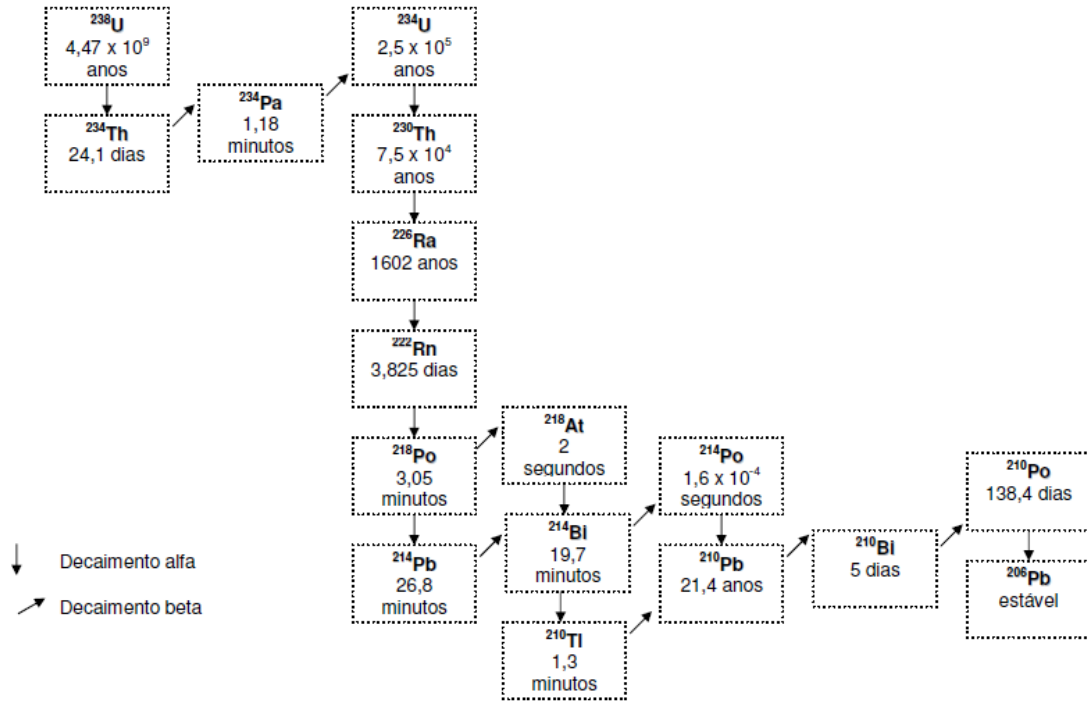 ²³⁸U
4,47 x 10⁹
anos
²³⁴U
2,5 x 10⁵
anos
²³⁴Pa
1,18
minutos
²³⁴Th
24,1 dias
²³⁰Th
7,5 x 10⁴
anos
²²⁶Ra
1602 anos
²²²Rn
3,825 dias
²¹⁸Po
3,05
minutos
²¹⁸At
2
segundos
²¹⁴Po
1,6 x 10⁻⁴
segundos
²¹⁰Po
138,4 dias
²¹⁴Pb
26,8
minutos
²¹⁴Bi
19,7
minutos
²¹⁰Pb
21,4 anos
²¹⁰Bi
5 dias
²⁰⁶Pb
estável
²¹⁰Tl
1,3
minutos
Decaimento alfa
Decaimento beta